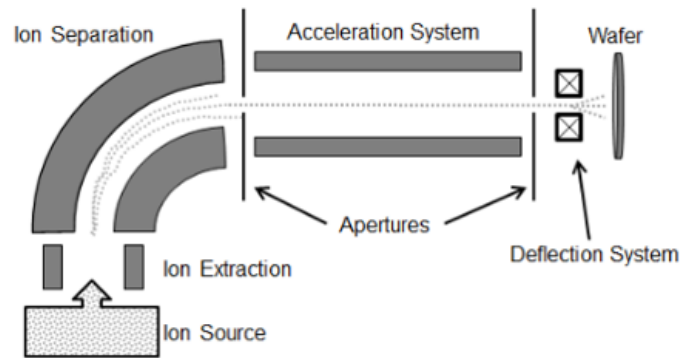 Ion Separation
Acceleration System
Wafer
Apertures
Deflection System
Ion Extraction
Ion Source